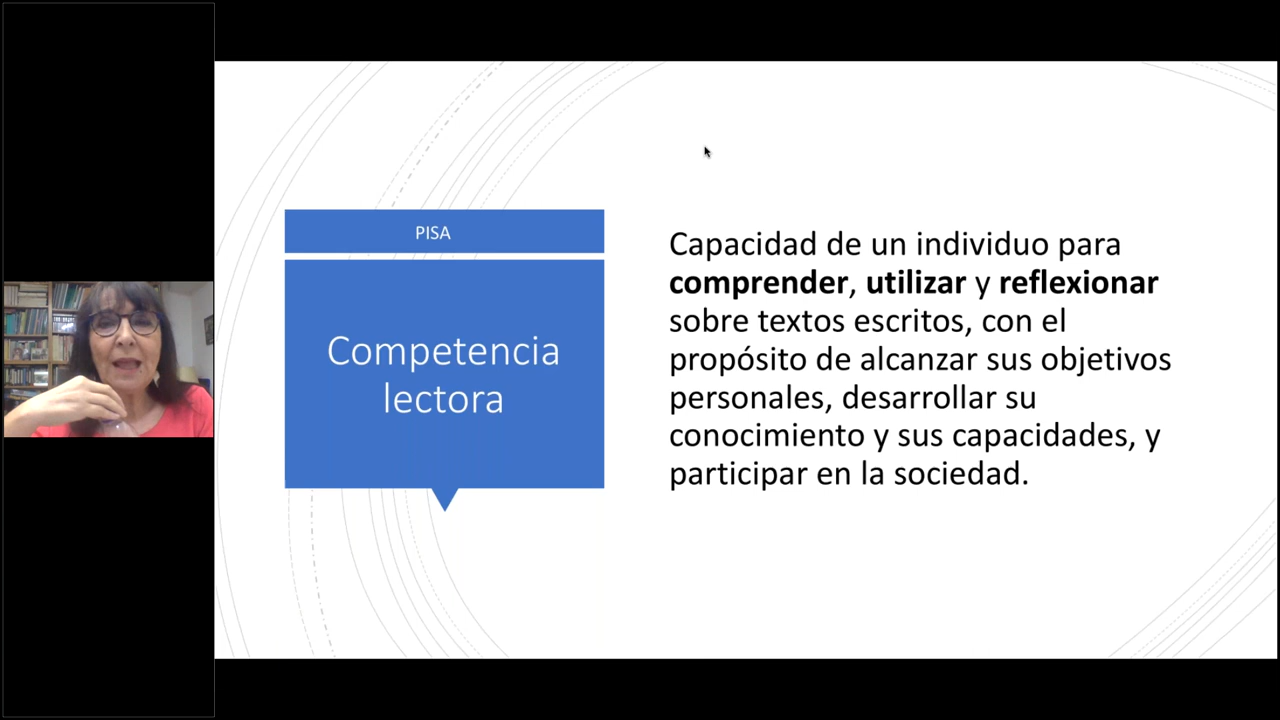 PISA
Competencia
lectora
Capacidad de un individuo para
comprender, utilizar y reflexionar
sobre textos escritos, con el
propósito de alcanzar sus objetivos
personales, desarrollar su
conocimiento y sus capacidades, y
participar en la sociedad.